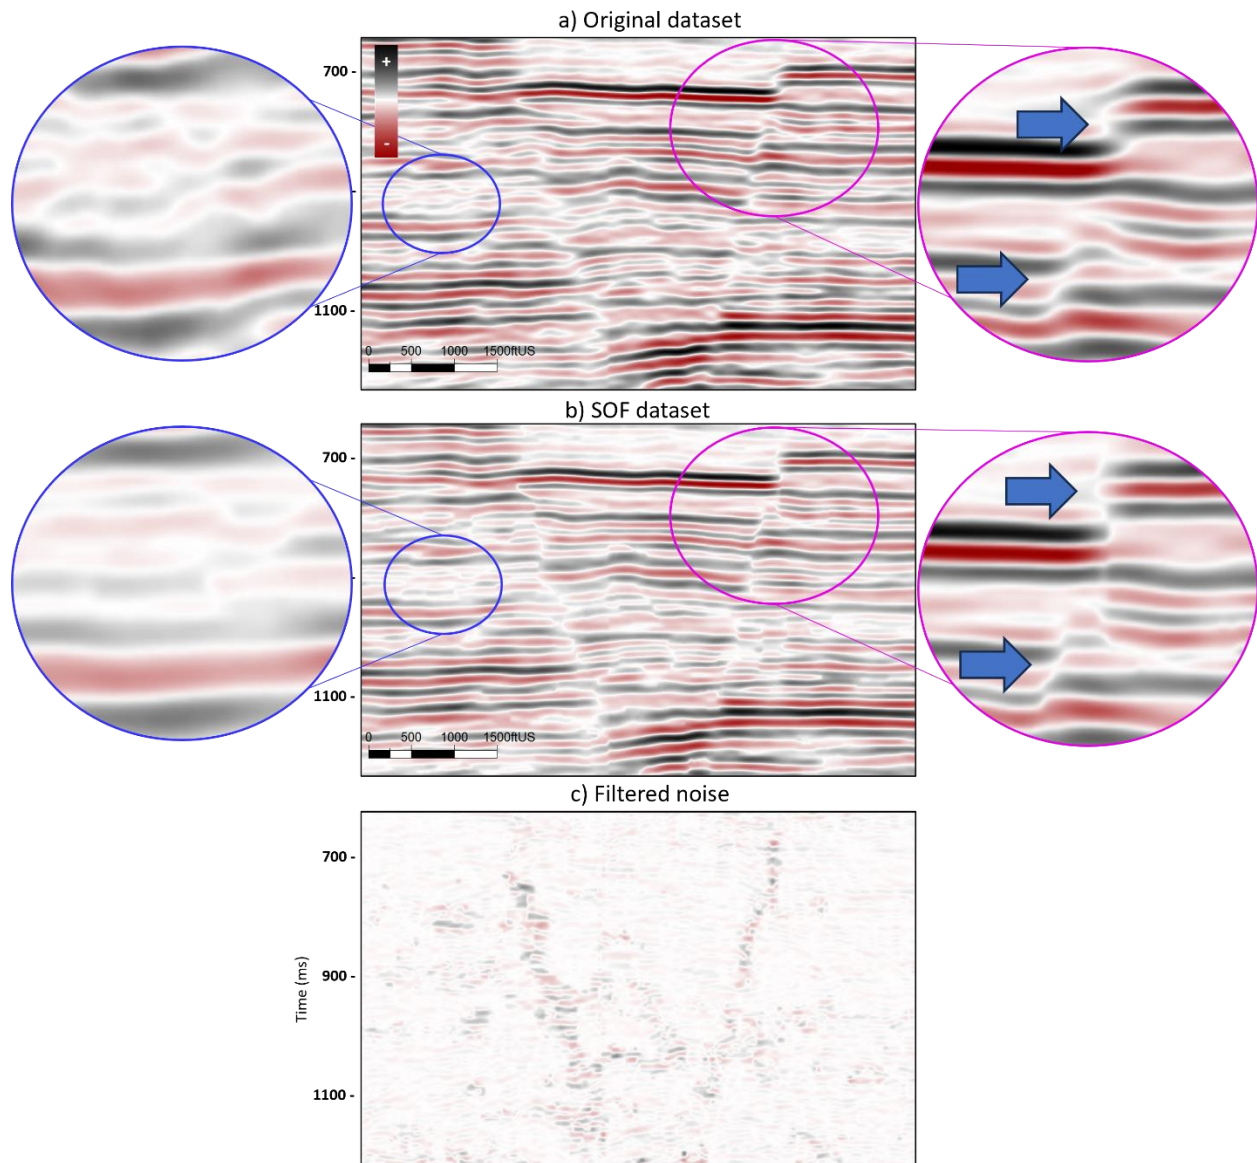 a) Original dataset
700 -
+
-
-
1100 -
0 500 1000 1500ftUS
b) SOF dataset
700 -
-
1100 -
0 500 1000 1500ftUS
c) Filtered noise
700 -
900 -
Time (ms)
1100 -